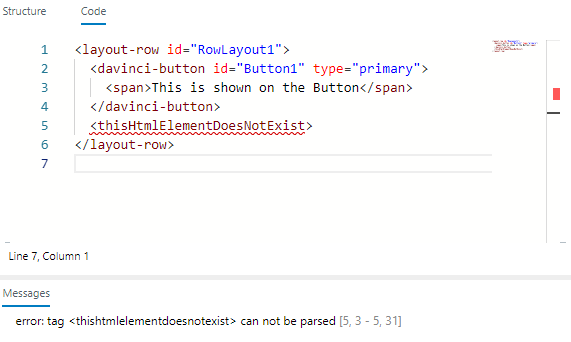 Structure Code
1 <layout-row id="RowLayout1">
2 <davinci-button id="Button1" type="primary">
3 <span>This is shown on the Button</span>
4 </davinci-button>
5 <thisHtmlElementDoesNotExist>
6 </layout-row>
7
Line 7, Column 1
Messages
error: tag <thishtmlelementdoesnotexist> can not be parsed [5, 3 - 5, 31]